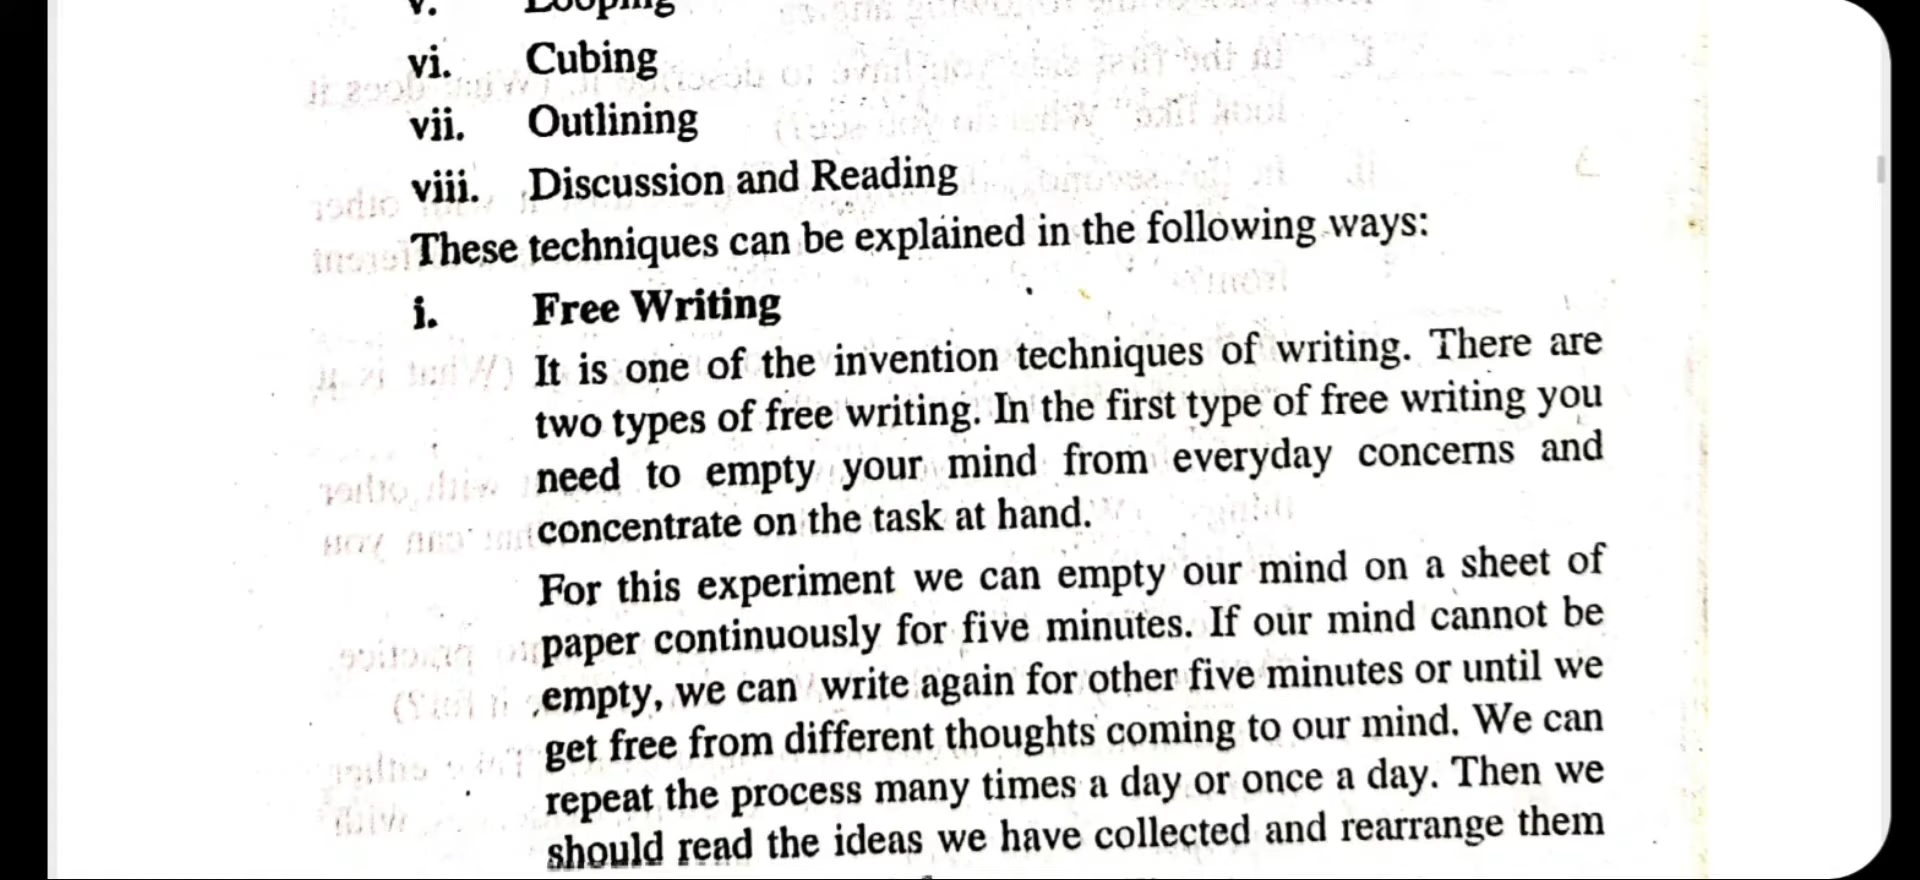 v. Looping
vi. Cubing
vii. Outlining
viii. Discussion and Reading
These techniques can be explained in the following ways:
i. Free Writing
It is one of the invention techniques of writing. There are
two types of free writing. In the first type of free writing you
need to empty your mind from everyday concerns and
concentrate on the task at hand.
For this experiment we can empty our mind on a sheet of
paper continuously for five minutes. If our mind cannot be
empty, we can write again for other five minutes or until we
get free from different thoughts coming to our mind. We can
repeat the process many times a day or once a day. Then we
should read the ideas we have collected and rearrange them